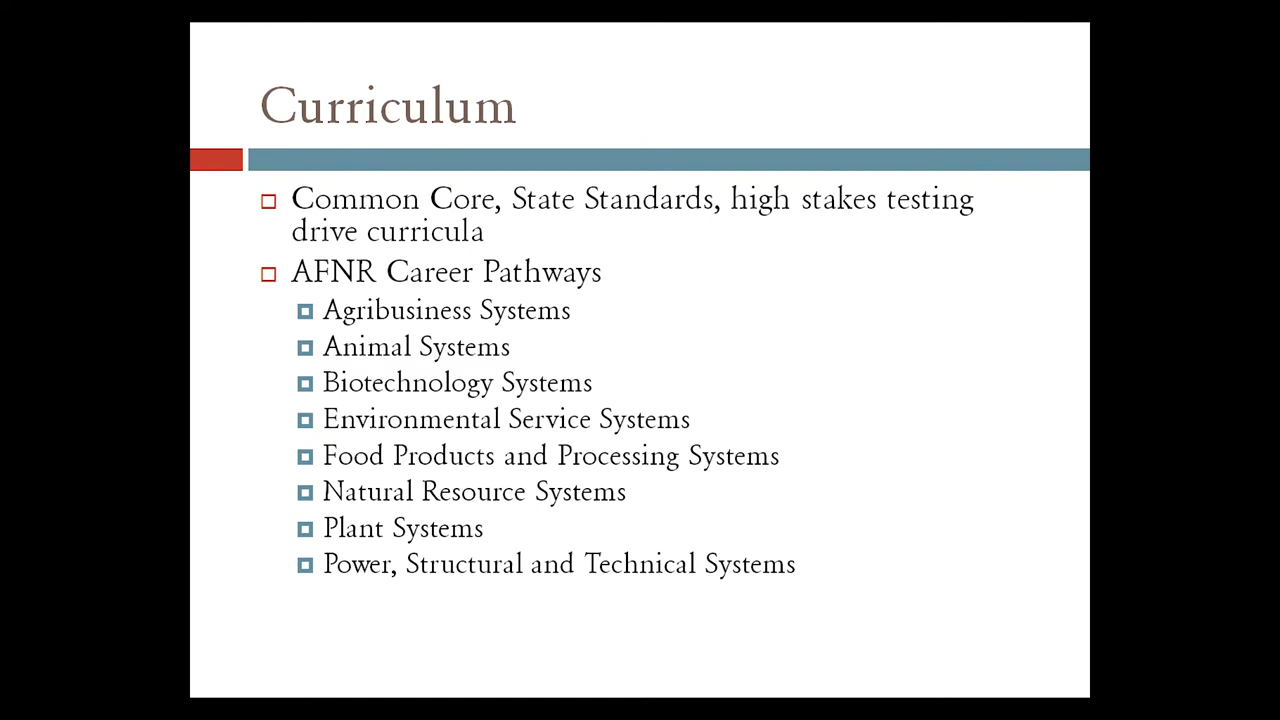 Curriculum
Common Core, State Standards, high stakes testing
drive curricula
AFNR Career Pathways
Agribusiness Systems
Animal Systems
Biotechnology Systems
Environmental Service Systems
Food Products and Processing Systems
Natural Resource Systems
Plant Systems
Power, Structural and Technical Systems